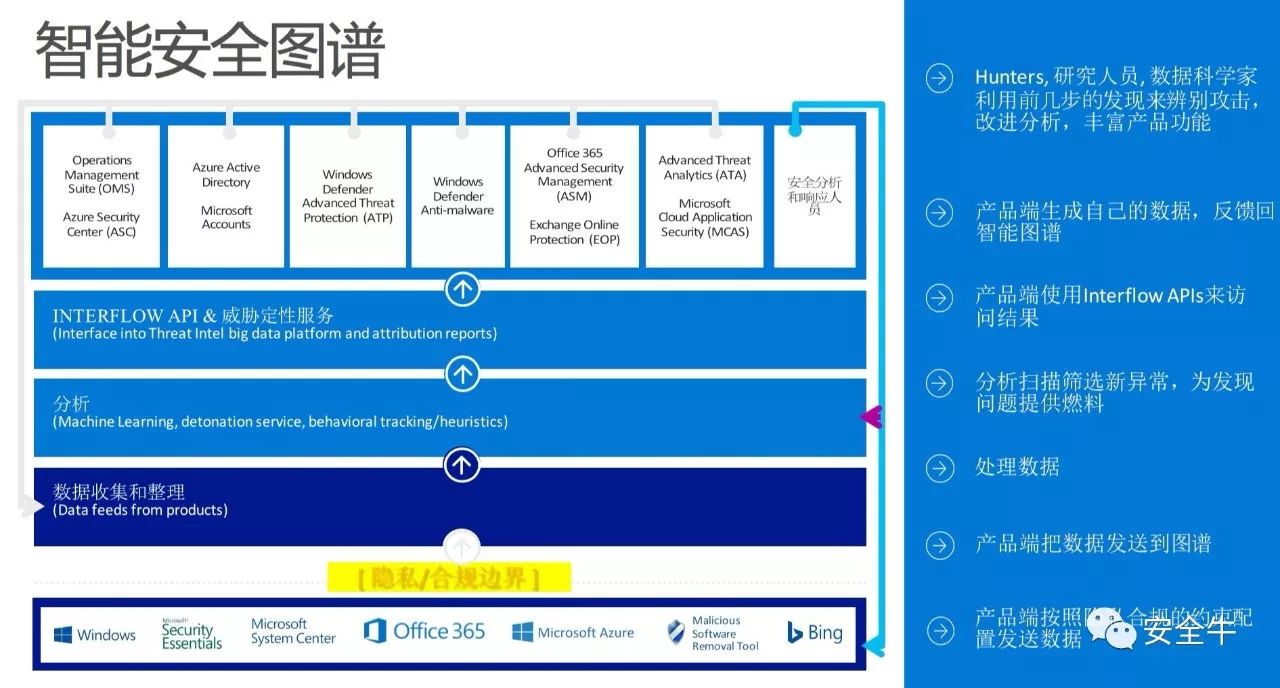 智能安全图谱
Operations
Management
Suite (OMS)
Azure Security
Center (ASC)
Azure Active
Directory
Microsoft
Accounts
Windows
Defender
Advanced Threat
Protection (ATP)
Windows
Defender
Anti-malware
Office 365
Advanced Security
Management
(ASM)
Exchange Online
Protection (EOP)
Advanced Threat
Analytics (ATA)
Microsoft
Cloud Application
Security (MCAS)
安全分析
和响应人
员
INTERFLOW API & 威胁定性服务
(Interface into Threat Intel big data platform and attribution reports)
分析
(Machine Learning, detonation service, behavioral tracking/heuristics)
数据收集和整理
(Data feeds from products)
[ 隐私/合规边界 ]
Windows
Microsoft
Security
Essentials
Microsoft
System Center
Office 365
Microsoft Azure
Malicious
Software
Removal Tool
Bing
Hunters, 研究人员, 数据科学家
利用前几步的发现来辨别攻击，
改进分析，丰富产品功能
产品端生成自己的数据，反馈回
智能图谱
产品端使用Interflow APIs来访
问结果
分析扫描筛选新异常，为发现
问题提供燃料
处理数据
产品端把数据发送到图谱
产品端按照合规的约束配
置发送数据
安全牛